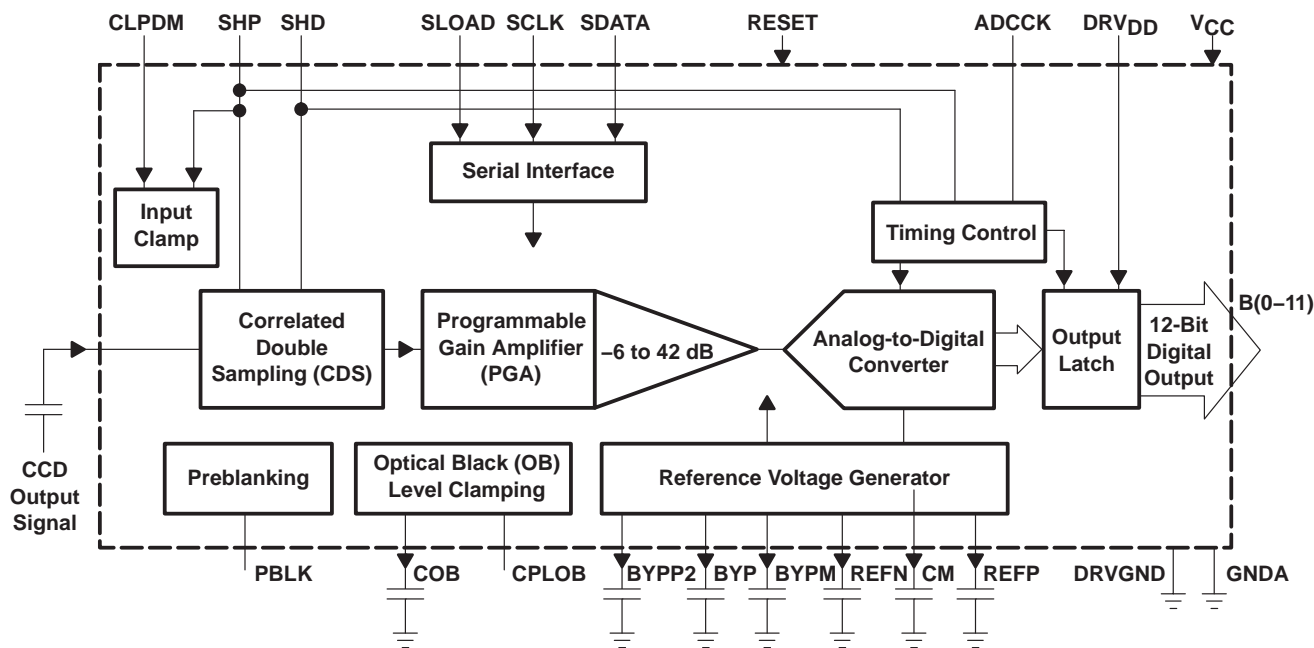 CLPDM SHP SHD SLOAD SCLK SDATA RESET ADCCK DRVDD VCC
Serial Interface
Input
Clamp
Timing Control
B(0–11)
Correlated
Double
Sampling (CDS)
Programmable
Gain Amplifier
(PGA)
–6 to 42 dB
Analog-to-Digital
Converter
Output
Latch
12-Bit
Digital
Output
CCD
Output
Signal
Preblanking
Optical Black (OB)
Level Clamping
Reference Voltage Generator
PBLK COB CPLOB BYPP2 BYP BYPM REFN CM REFP DRVGND GNDA